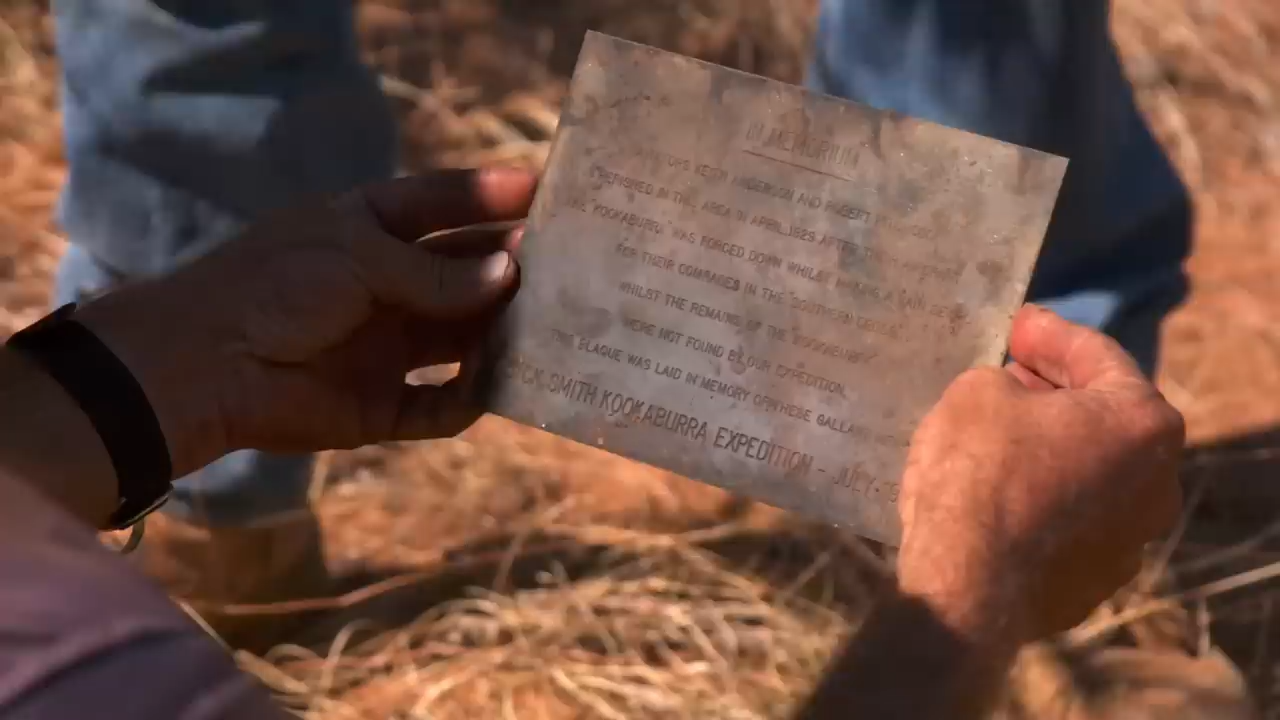 IN MEMORIUM
KEITH ANDERSON AND ROBERT
PERISHED IN THE AREA IN APRIL 1929 AFTER
"KOOKABURRA" WAS FORCED DOWN WHILST MAKING A
FOR THEIR COMRADES IN THE "SOUTHERN CROSS"
WHILST THE REMAINS OF THE "KOOKABURRA"
WERE NOT FOUND BY OUR EXPEDITION,
THIS PLAQUE WAS LAID IN MEMORY OF THESE
SMITH KOOKABURRA EXPEDITION - JULY-19